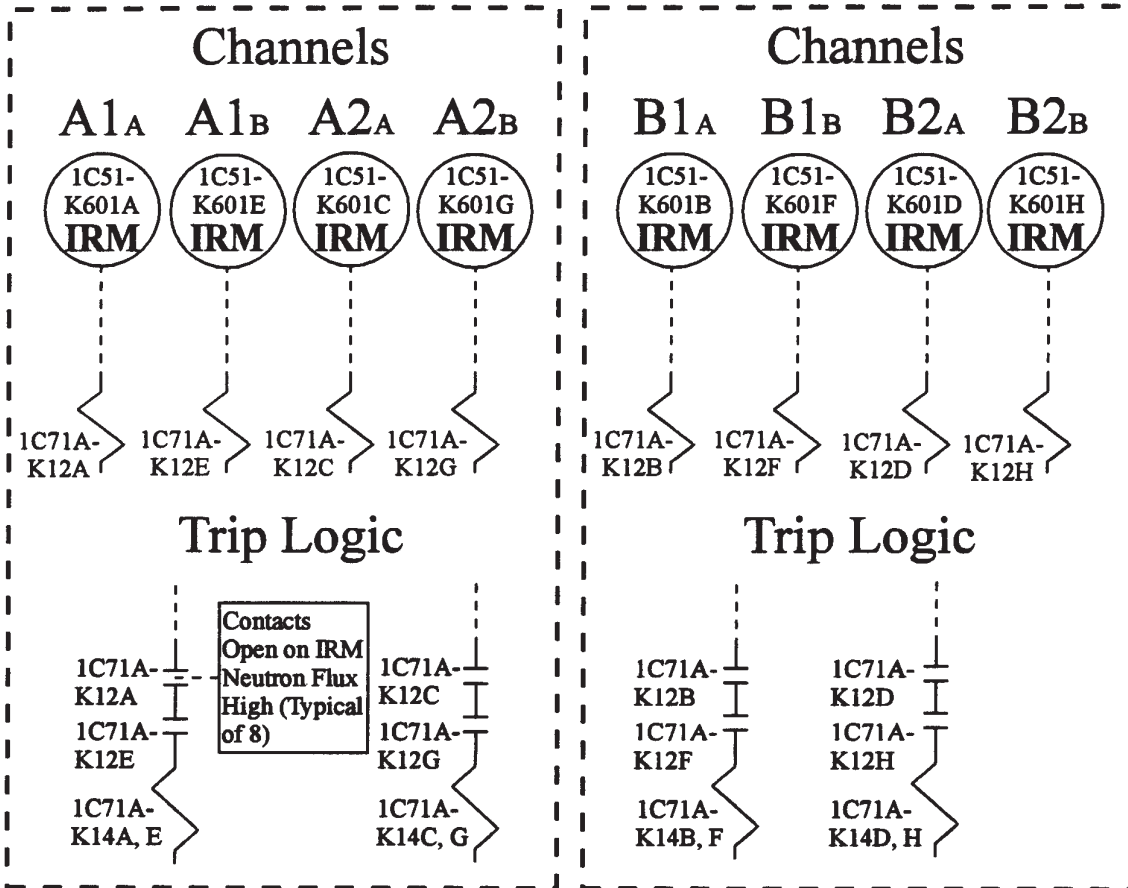 Channels
A1A A1B A2A A2B
1C51-
K601A
IRM
1C51-
K601E
IRM
1C51-
K601C
IRM
1C51-
K601G
IRM
1C71A-
K12A
1C71A-
K12E
1C71A-
K12C
1C71A-
K12G
Trip Logic
1C71A-
K12A
1C71A-
K12E
1C71A-
K14A, E
Contacts
Open on IRM
Neutron Flux
High (Typical
of 8)
1C71A-
K12C
1C71A-
K12G
1C71A-
K14C, G
Channels
B1A B1B B2A B2B
1C51-
K601B
IRM
1C51-
K601F
IRM
1C51-
K601D
IRM
1C51-
K601H
IRM
1C71A-
K12B
1C71A-
K12F
1C71A-
K12D
1C71A-
K12H
Trip Logic
1C71A-
K12B
1C71A-
K12F
1C71A-
K14B, F
1C71A-
K12D
1C71A-
K12H
1C71A-
K14D, H